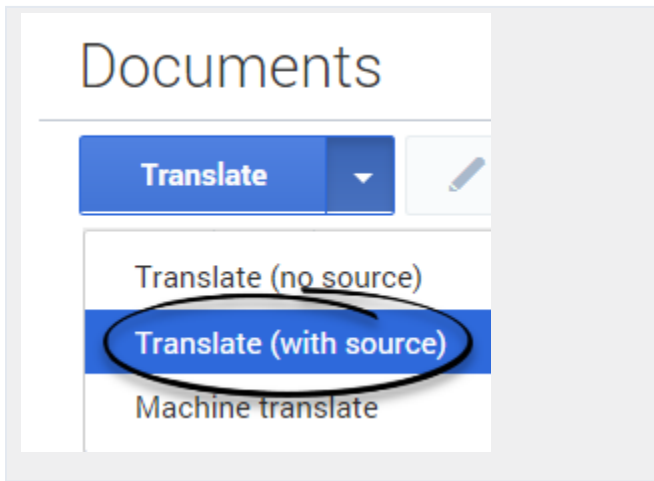 Documents
Translate
Translate (no source)
Translate (with source)
Machine translate